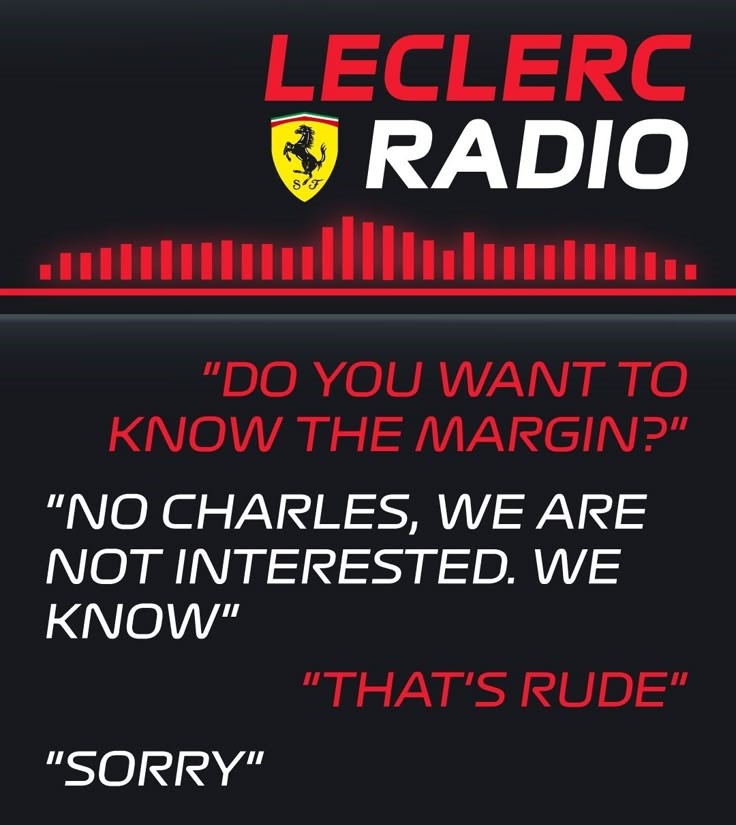 LECLERC
RADIO
S F
"DO YOU WANT TO
KNOW THE MARGIN?"
"NO CHARLES, WE ARE
NOT INTERESTED. WE
KNOW"
"THAT'S RUDE"
"SORRY"